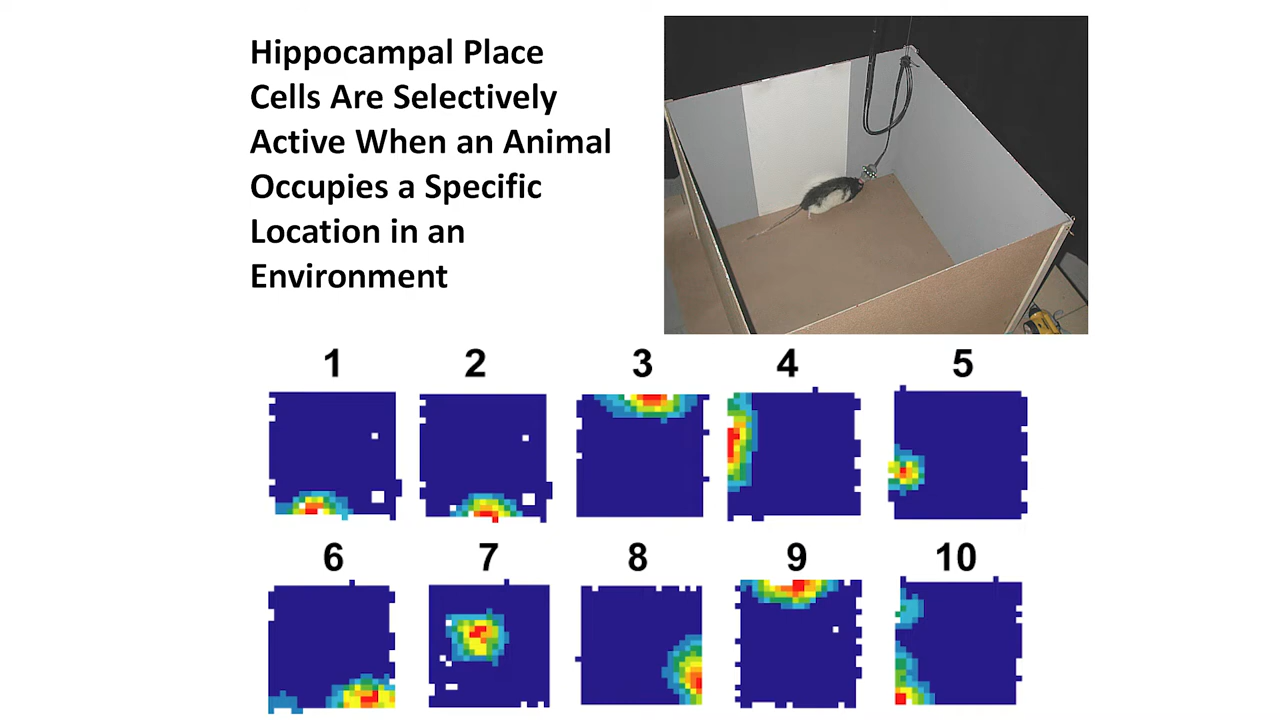 Hippocampal Place
Cells Are Selectively
Active When an Animal
Occupies a Specific
Location in an
Environment
1 2 3 4 5
6 7 8 9 10